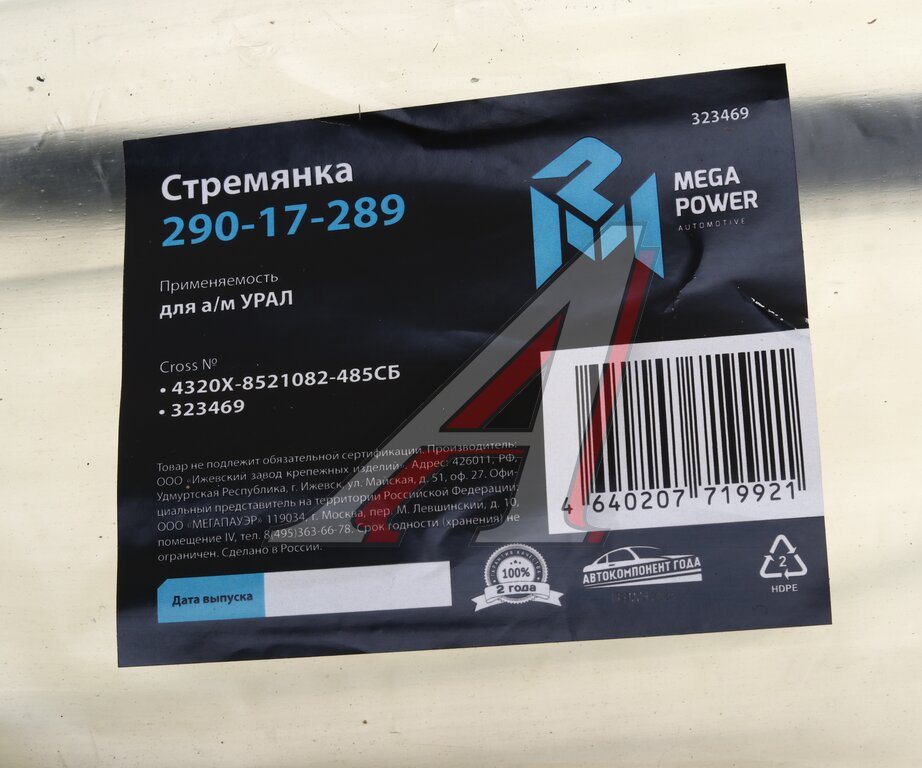 323469
Стремянка
290-17-289
MEGA
POWER
AUTOMOTIVE
Применяемость
для а/м УРАЛ
Cross №
• 4320Х-8521082-485СБ
• 323469
Товар не подлежит обязательной сертификации. Производитель:
ООО «Ижевский завод крепежных изделий». Адрес: 426011, РФ,
Удмуртская Республика, г. Ижевск, ул. Майская, д. 51, оф. 27. Офи-
циальный представитель на территории Российской Федерации:
ООО «МЕГАПАУЭР» 119034, г. Москва, пер. М. Левшинский, д. 10,
помещение IV, тел. 8(495)363-66-78. Срок годности (хранения) не
ограничен. Сделано в России.
4 640207 719921
Дата выпуска
ГАРАНТИЯ КАЧЕСТВА
100%
2 года
АВТОКОМПОНЕНТ ГОДА
2
HDPE